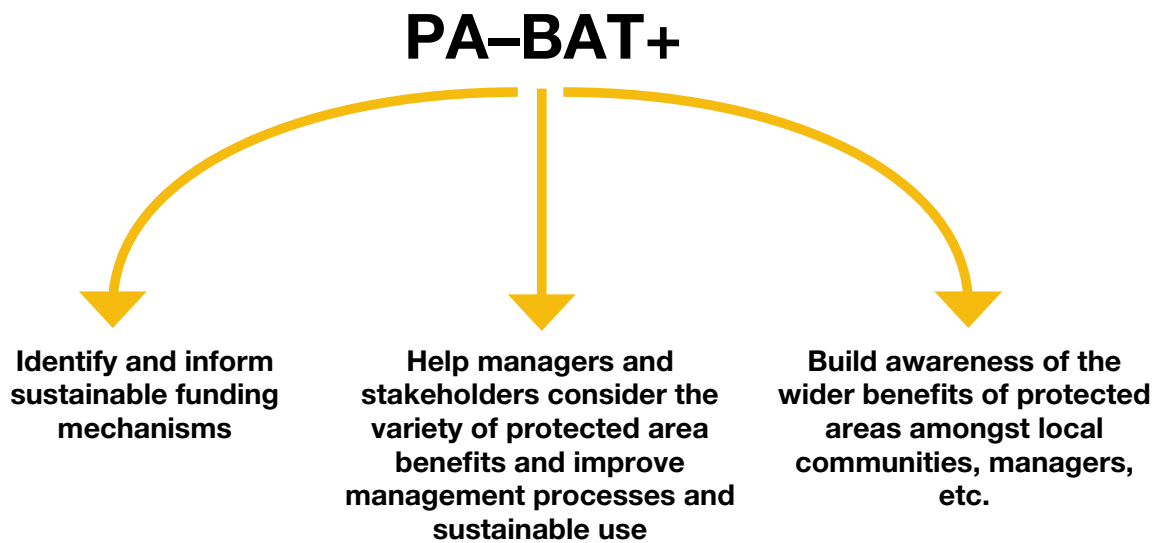 PA–BAT+
Identify and inform
sustainable funding
mechanisms
Help managers and
stakeholders consider the
variety of protected area
benefits and improve
management processes and
sustainable use
Build awareness of the
wider benefits of protected
areas amongst local
communities, managers,
etc.